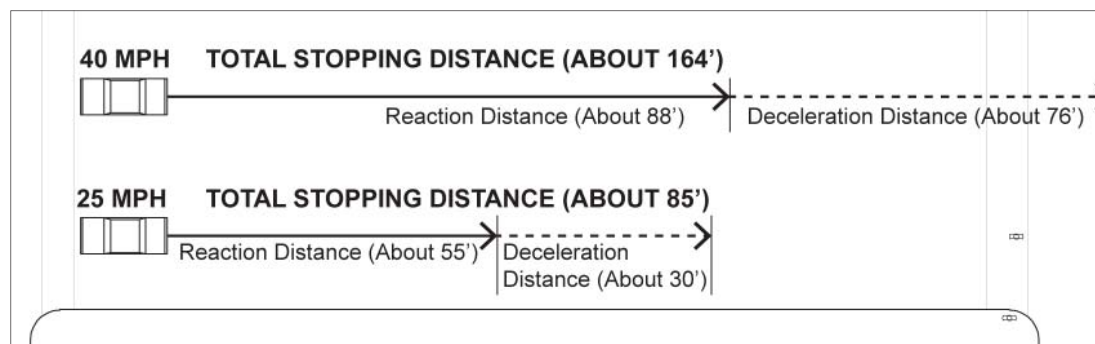 40 MPH TOTAL STOPPING DISTANCE (ABOUT 164’)
Reaction Distance (About 88’) Deceleration Distance (About 76’)
25 MPH TOTAL STOPPING DISTANCE (ABOUT 85’)
Reaction Distance (About 55’) Deceleration
Distance (About 30’)